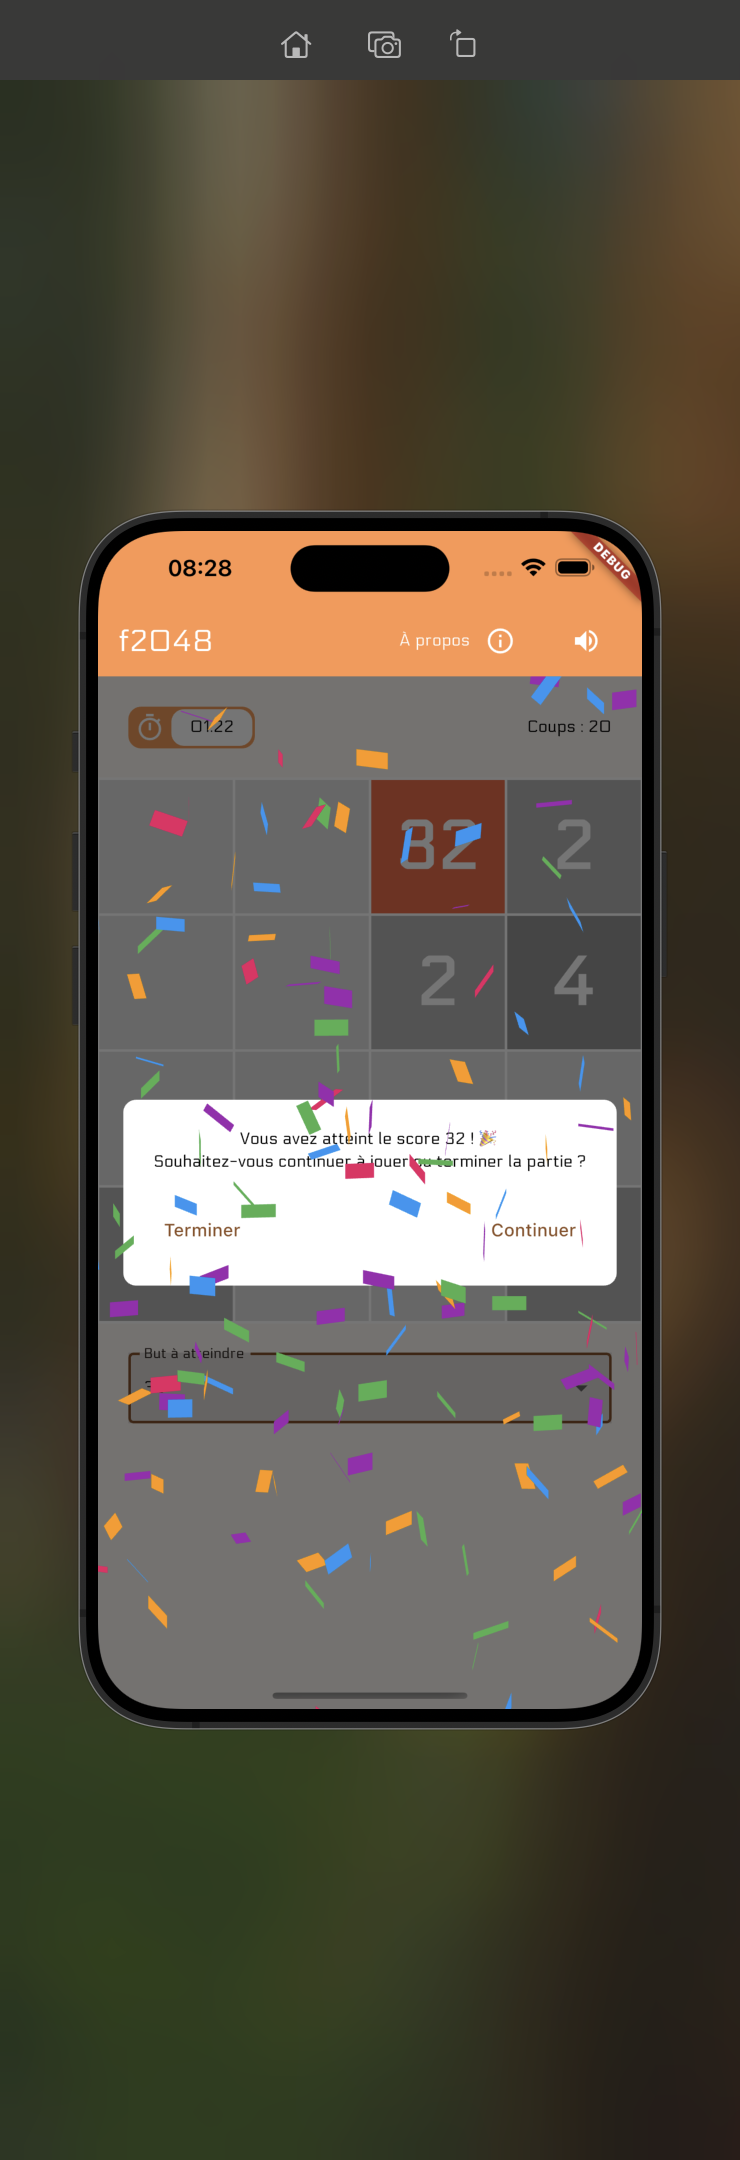 08:28
DEBUG
f2048
À propos
01:22
Coups : 20
32
2
2
4
Vous avez atteint le score 32 ! 🎉
Souhaitez-vous continuer à jouer ou terminer la partie ?
Terminer
Continuer
But à atteindre